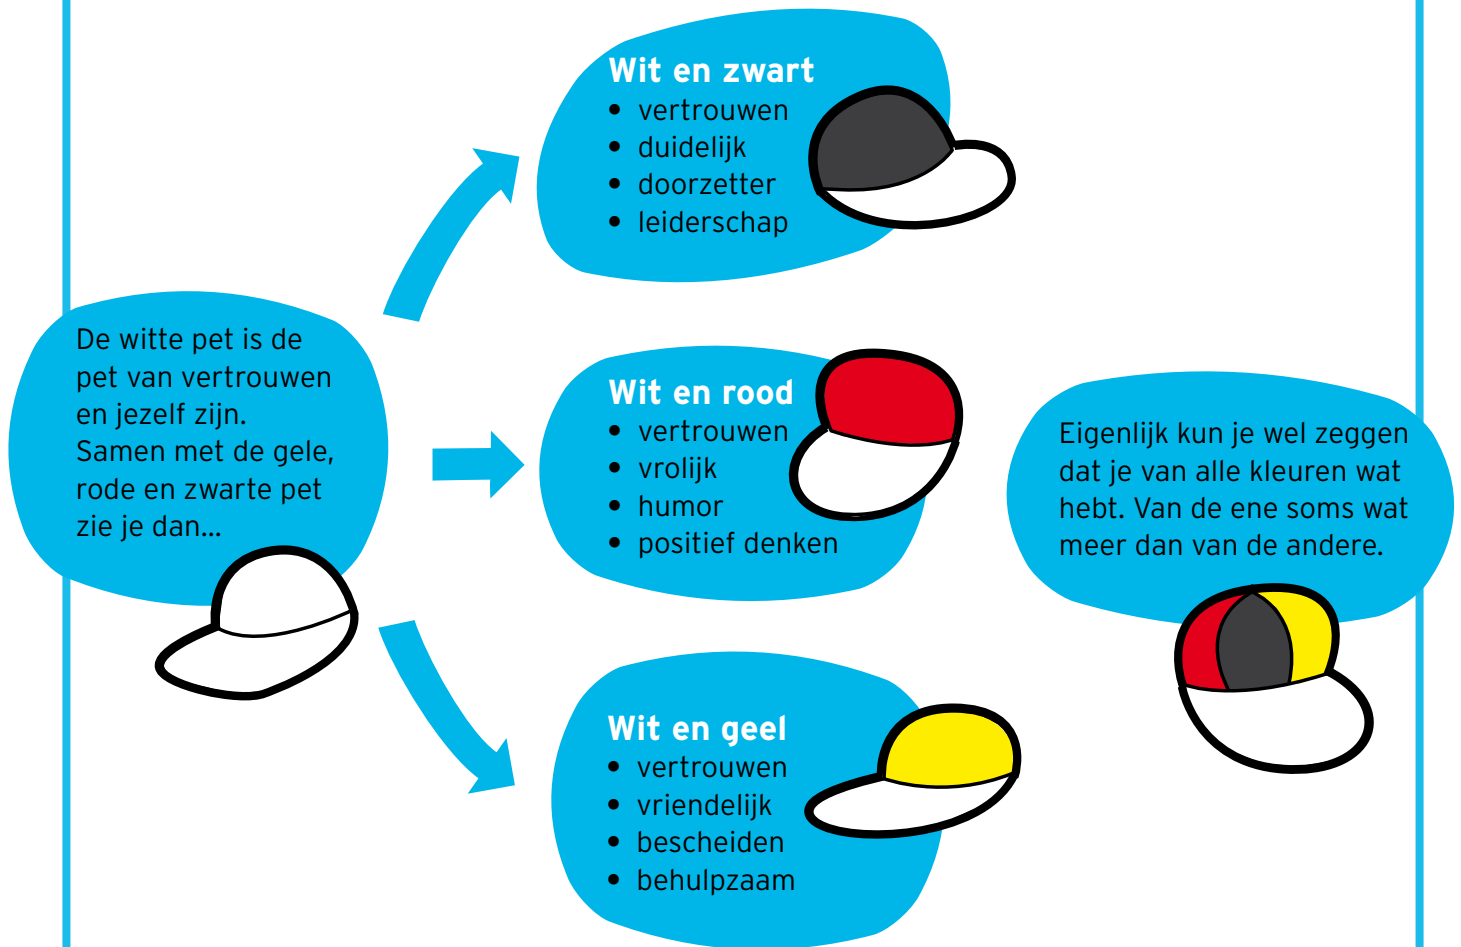 De witte pet is de
pet van vertrouwen
en jezelf zijn.
Samen met de gele,
rode en zwarte pet
zie je dan...
Wit en zwart
• vertrouwen
• duidelijk
• doorzetter
• leiderschap
Wit en rood
• vertrouwen
• vrolijk
• humor
• positief denken
Wit en geel
• vertrouwen
• vriendelijk
• bescheiden
• behulpzaam
Eigenlijk kun je wel zeggen
dat je van alle kleuren wat
hebt. Van de ene soms wat
meer dan van de andere.